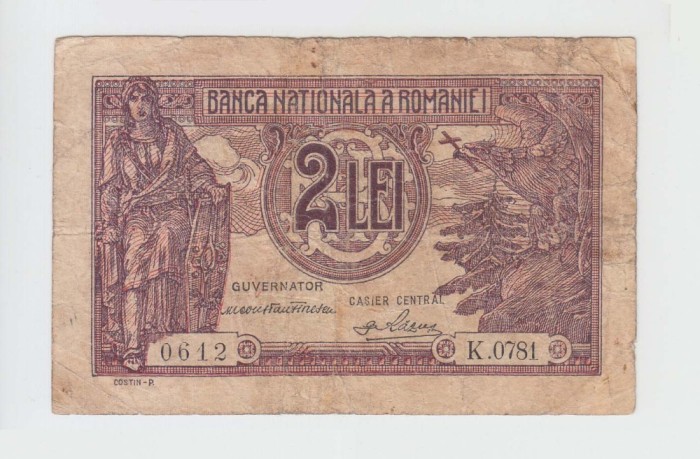 BANCA NATIONALA A ROMANIEI
2 LEI
GUVERNATOR
CASIER CENTRAL
0612
K.0781
COSTIN-P.